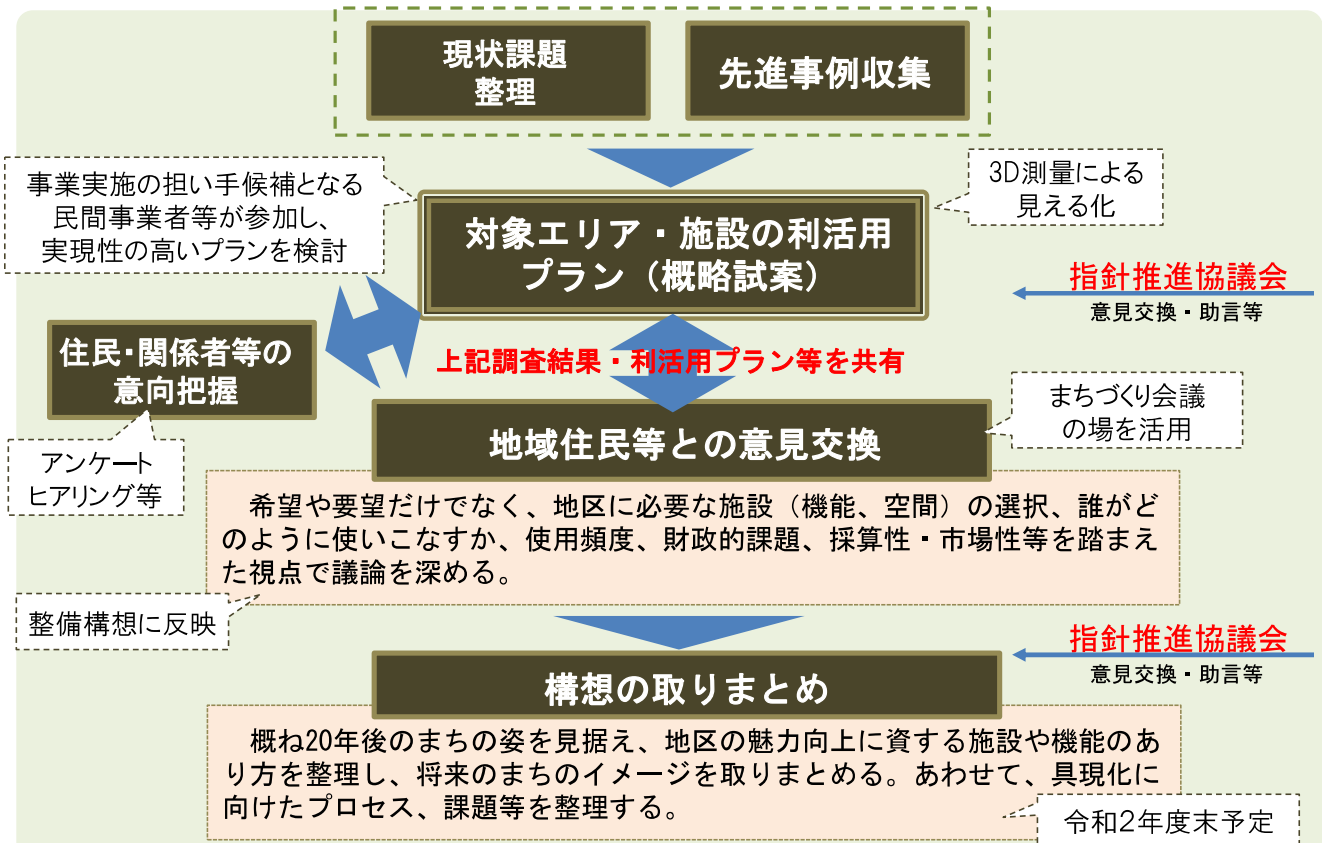 現状課題
整理
先進事例収集
事業実施の担い手候補となる
民間事業者等が参加し、
実現性の高いプランを検討
3D測量による
見える化
対象エリア・施設の利活用
プラン（概略試案）
指針推進協議会
意見交換・助言等
住民・関係者等の
意向把握
上記調査結果・利活用プラン等を共有
まちづくり会議
の場を活用
地域住民等との意見交換
アンケート
ヒアリング等
　希望や要望だけでなく、地区に必要な施設（機能、空間）の選択、誰がど
のように使いこなすか、使用頻度、財政的課題、採算性・市場性等を踏まえ
た視点で議論を深める。
整備構想に反映
指針推進協議会
意見交換・助言等
構想の取りまとめ
　概ね20年後のまちの姿を見据え、地区の魅力向上に資する施設や機能のあ
り方を整理し、将来のまちのイメージを取りまとめる。あわせて、具現化に
向けたプロセス、課題等を整理する。
令和2年度末予定